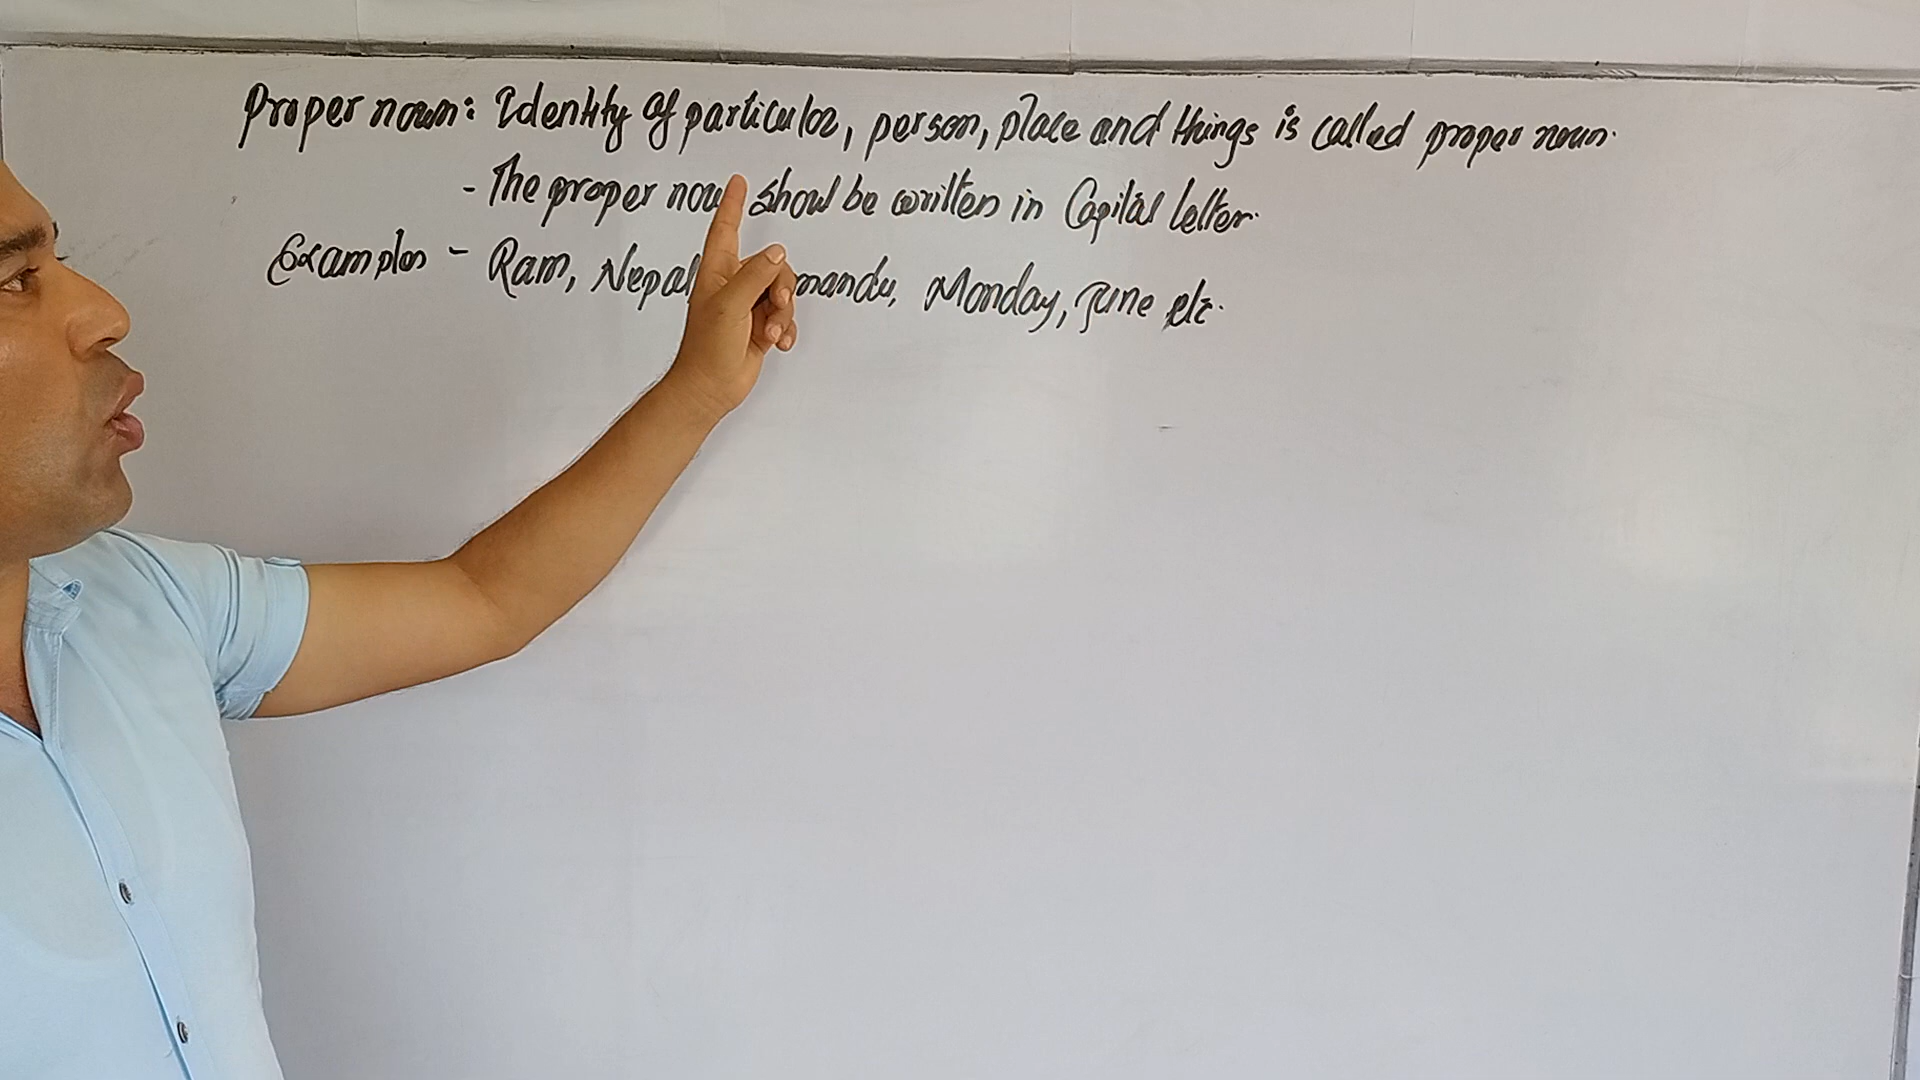 Proper noun: Identity of particular, person, place and things is called proper noun.
- The proper noun should be written in Capital letter.
Examples - Ram, Nepal, mandu, Monday, June etc.